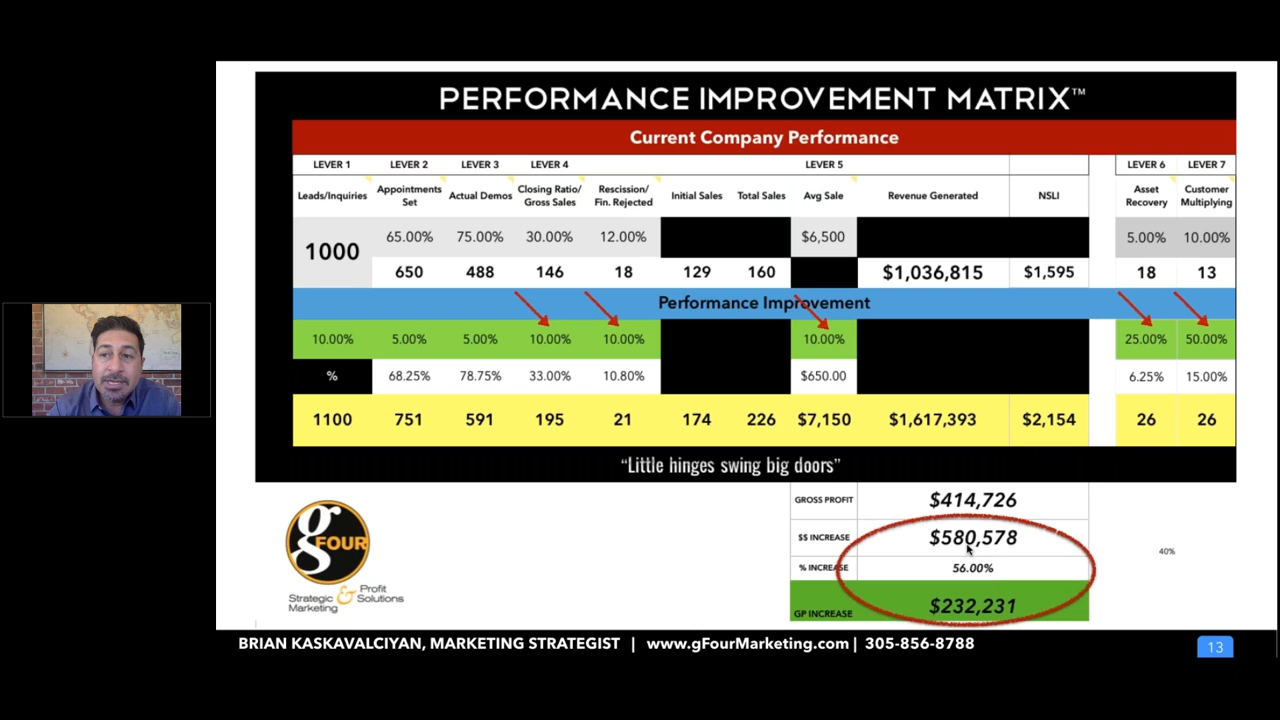 PERFORMANCE IMPROVEMENT MATRIX™
Current Company Performance
LEVER 1 LEVER 2 LEVER 3 LEVER 4 LEVER 5 LEVER 6 LEVER 7
Leads/Inquiries Appointments Set Actual Demos Closing Ratio/ Gross Sales Rescission/ Fin. Rejected Initial Sales Total Sales Avg Sale Revenue Generated NSLI Asset Recovery Customer Multiplying
1000 65.00% 75.00% 30.00% 12.00% $6,500 5.00% 10.00%
650 488 146 18 129 160 $1,036,815 $1,595 18 13
Performance Improvement
10.00% 5.00% 5.00% 10.00% 10.00% 10.00% 25.00% 50.00%
% 68.25% 78.75% 33.00% 10.80% $650.00 6.25% 15.00%
1100 751 591 195 21 174 226 $7,150 $1,617,393 $2,154 26 26
“Little hinges swing big doors”
GROSS PROFIT $414,726
$$ INCREASE $580,578
% INCREASE 56.00%
40%
GP INCREASE $232,231
g FOUR
Strategic Marketing & Profit Solutions
BRIAN KASKAVALCIYAN, MARKETING STRATEGIST | www.gFourMarketing.com | 305-856-8788
13